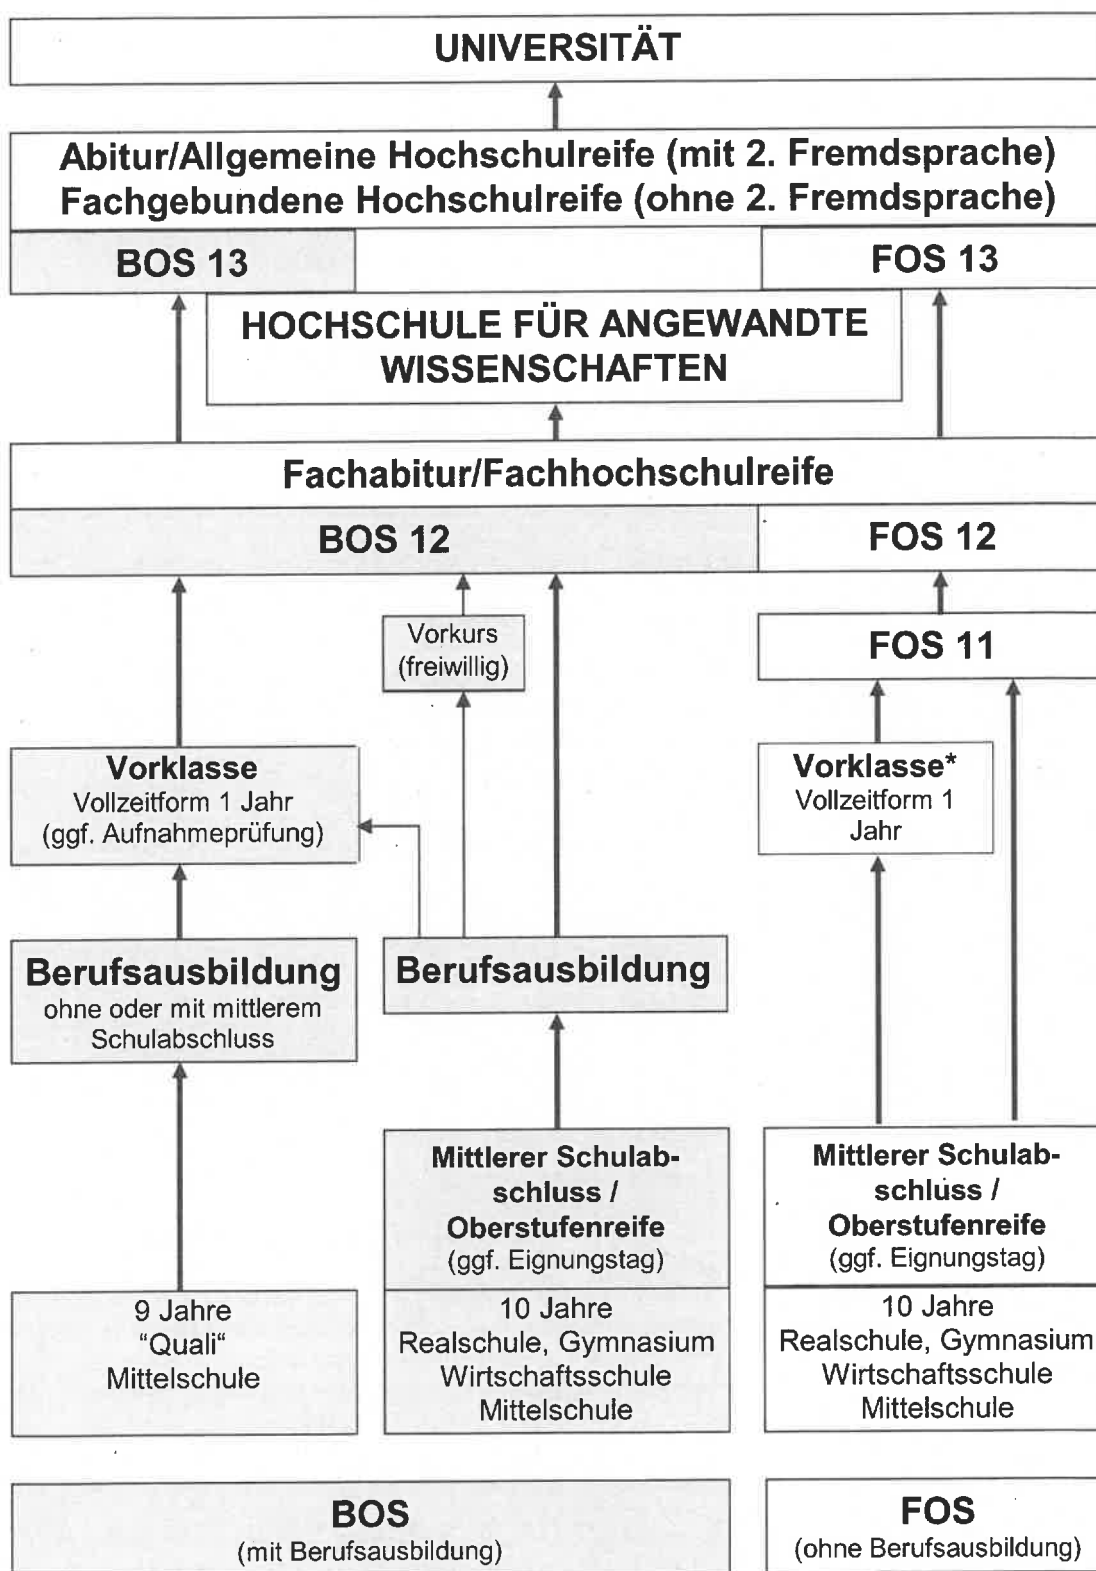 UNIVERSITÄT
Abitur/Allgemeine Hochschulreife (mit 2. Fremdsprache)
Fachgebundene Hochschulreife (ohne 2. Fremdsprache)
BOS 13
FOS 13
HOCHSCHULE FÜR ANGEWANDTE
WISSENSCHAFTEN
Fachabitur/Fachhochschulreife
BOS 12
FOS 12
Vorkurs
(freiwillig)
FOS 11
Vorklasse
Vollzeitform 1 Jahr
(ggf. Aufnahmeprüfung)
Vorklasse*
Vollzeitform 1
Jahr
Berufsausbildung
ohne oder mit mittlerem
Schulabschluss
Berufsausbildung
Mittlerer Schulab-
schluss /
Oberstufenreife
(ggf. Eignungstag)
Mittlerer Schulab-
schluss /
Oberstufenreife
(ggf. Eignungstag)
9 Jahre
"Quali“
Mittelschule
10 Jahre
Realschule, Gymnasium
Wirtschaftsschule
Mittelschule
10 Jahre
Realschule, Gymnasium
Wirtschaftsschule
Mittelschule
BOS
(mit Berufsausbildung)
FOS
(ohne Berufsausbildung)